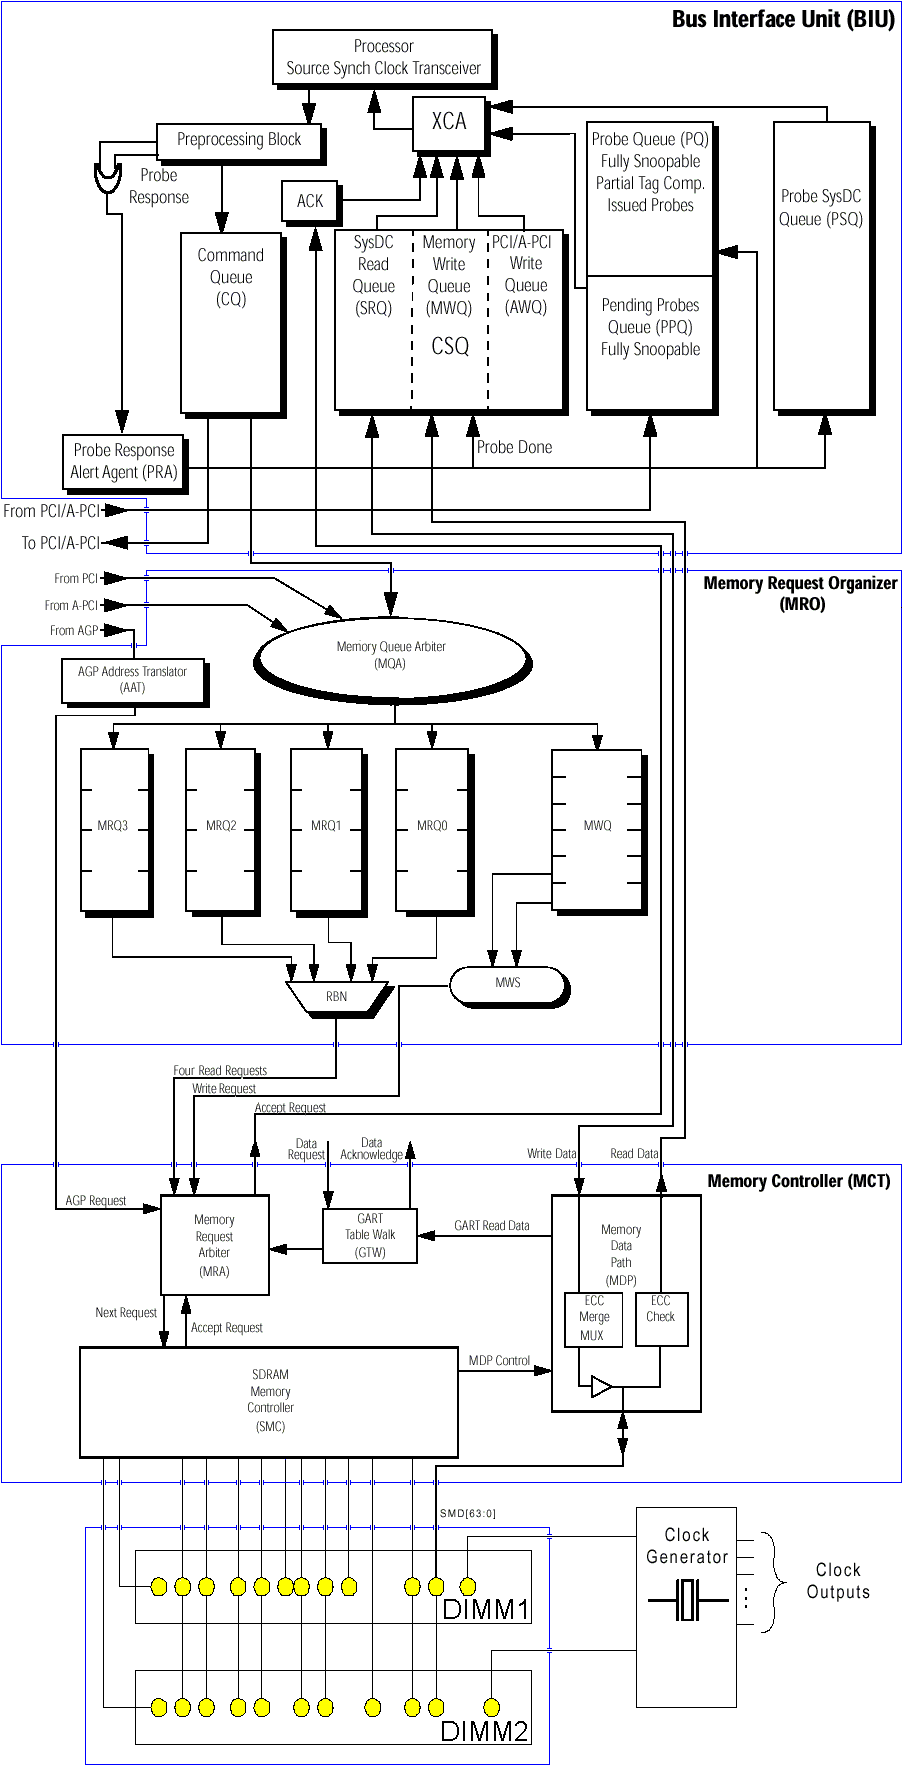 Bus Interface Unit (BIU)
Processor
Source Synch Clock Transceiver
XCA
Preprocessing Block
Probe
Response
ACK
Probe Queue (PQ)
Fully Snoopable
Partial Tag Comp.
Issued Probes
Probe SysDC
Queue (PSQ)
Command
Queue
(CQ)
SysDC
Read
Queue
(SRQ)
Memory
Write
Queue
(MWQ)
PCI/A-PCI
Write
Queue
(AWQ)
CSQ
Pending Probes
Queue (PPQ)
Fully Snoopable
Probe Done
Probe Response
Alert Agent (PRA)
From PCI/A-PCI
To PCI/A-PCI
Memory Request Organizer
(MRO)
From PCI
From A-PCI
From AGP
Memory Queue Arbiter
(MQA)
AGP Address Translator
(AAT)
MRQ3
MRQ2
MRQ1
MRQ0
MWQ
RBN
MWS
Four Read Requests
Write Request
Accept Request
Data
Request
Data
Acknowledge
Write Data
Read Data
Memory Controller (MCT)
AGP Request
Memory
Request
Arbiter
(MRA)
GART
Table Walk
(GTW)
GART Read Data
Memory
Data
Path
(MDP)
ECC
Merge
MUX
ECC
Check
Next Request
Accept Request
MDP Control
SDRAM
Memory
Controller
(SMC)
SMD[63:0]
Clock
Generator
Clock
Outputs
DIMM1
DIMM2